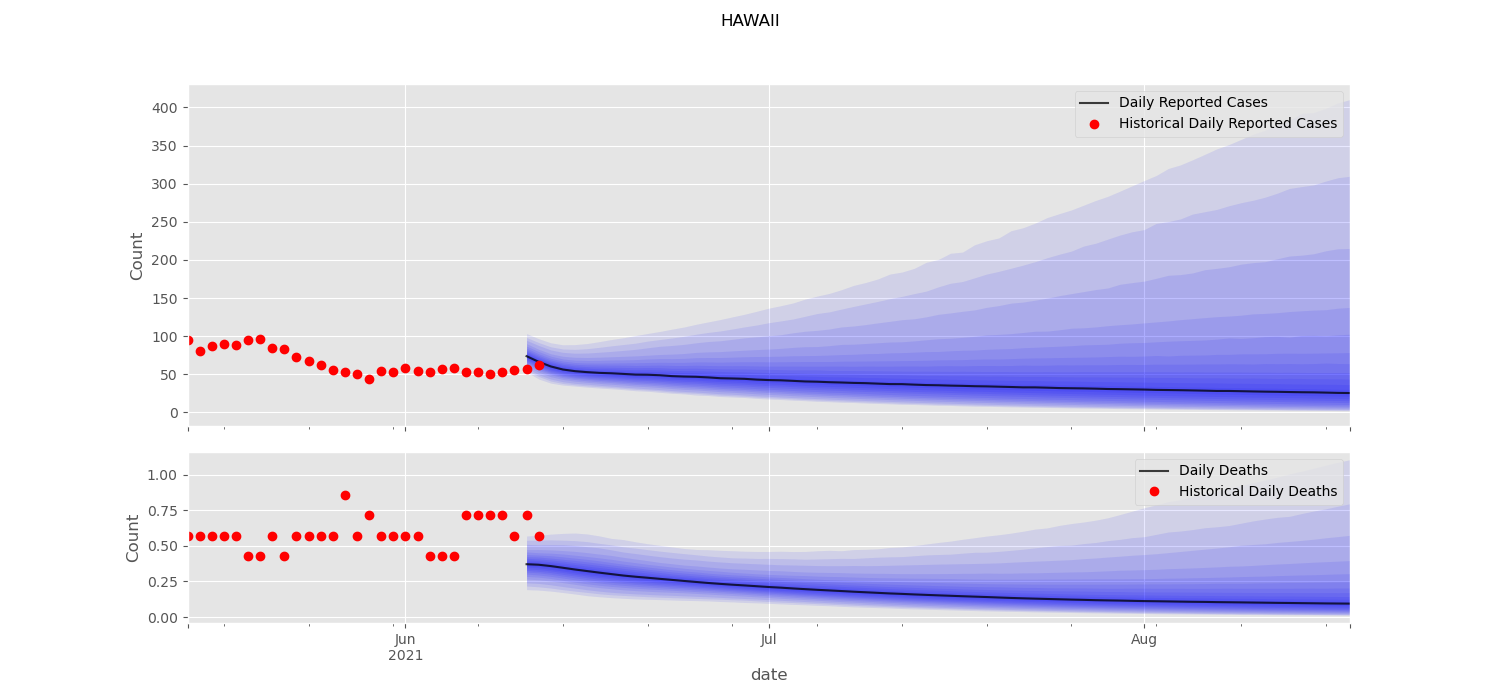 HAWAII
400
350
300
250
200
150
100
50
0
Count
Daily Reported Cases
Historical Daily Reported Cases
1.00
0.75
0.50
0.25
0.00
Count
Daily Deaths
Historical Daily Deaths
Jun
2021
Jul
Aug
date